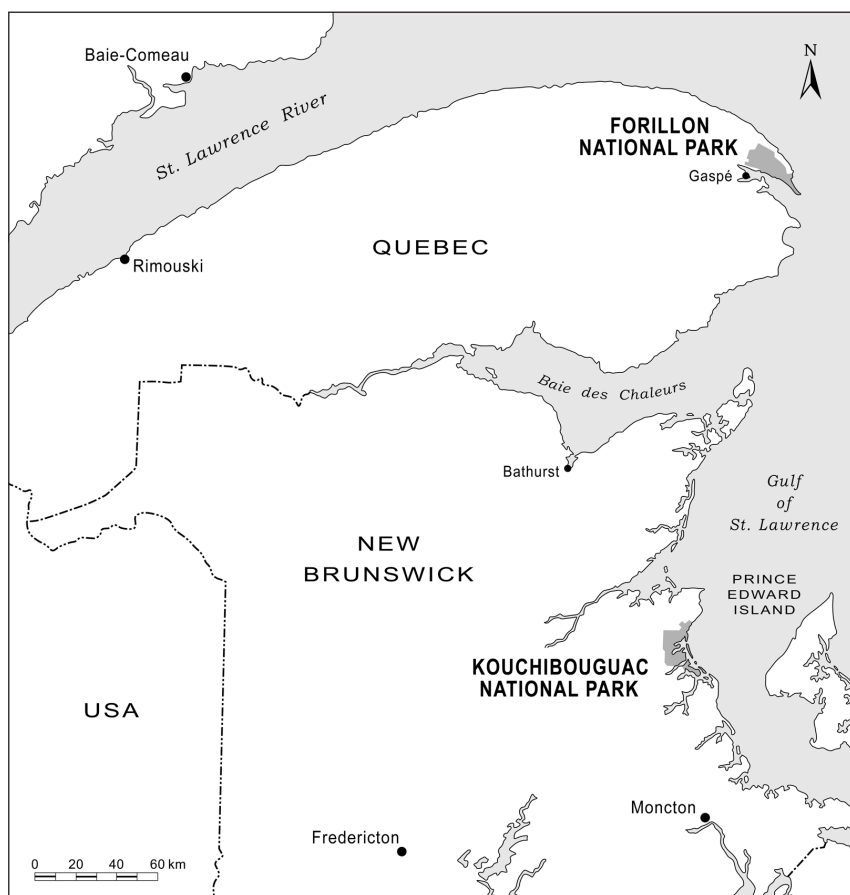 Baie-Comeau
N
St. Lawrence River
FORILLON
NATIONAL PARK
Gaspé
QUEBEC
Rimouski
Baie des Chaleurs
Bathurst
Gulf
of
St. Lawrence
NEW
BRUNSWICK
PRINCE
EDWARD
ISLAND
KOUCHIBOUGUAC
NATIONAL PARK
USA
Moncton
Fredericton
0 20 40 60 km